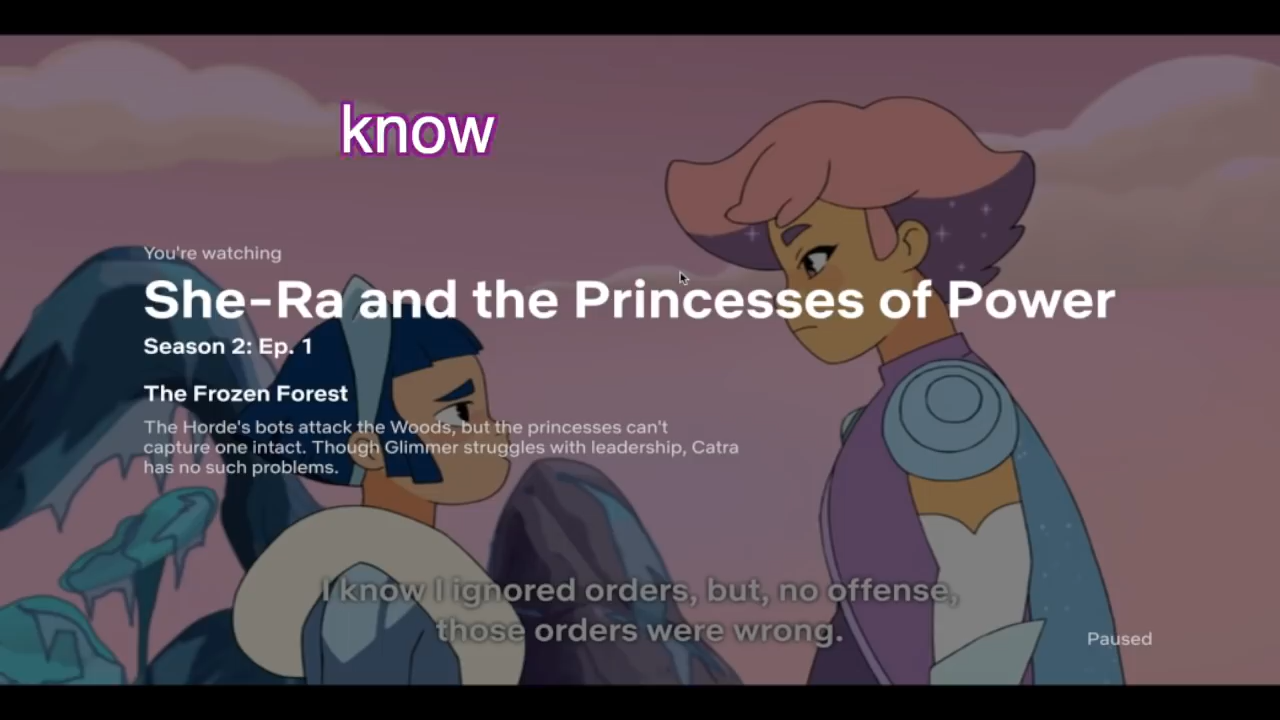 know
You're watching
She-Ra and the Princesses of Power
Season 2: Ep. 1
The Frozen Forest
The Horde's bots attack the Woods, but the princesses can't
capture one intact. Though Glimmer struggles with leadership, Catra
has no such problems.
I know I ignored orders, but, no offense,
those orders were wrong.
Paused